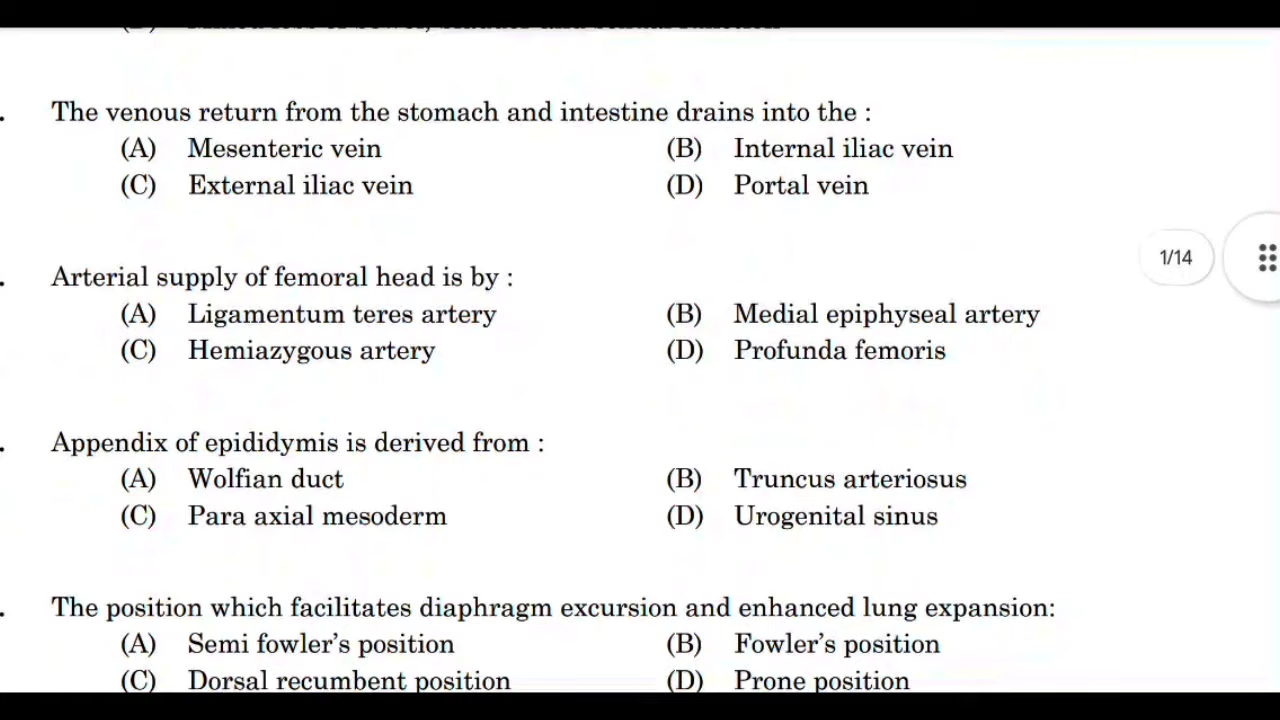 . The venous return from the stomach and intestine drains into the :
(A) Mesenteric vein (B) Internal iliac vein
(C) External iliac vein (D) Portal vein
1/14
. Arterial supply of femoral head is by :
(A) Ligamentum teres artery (B) Medial epiphyseal artery
(C) Hemiazygous artery (D) Profunda femoris
. Appendix of epididymis is derived from :
(A) Wolfian duct (B) Truncus arteriosus
(C) Para axial mesoderm (D) Urogenital sinus
. The position which facilitates diaphragm excursion and enhanced lung expansion:
(A) Semi fowler's position (B) Fowler's position
(C) Dorsal recumbent position (D) Prone position